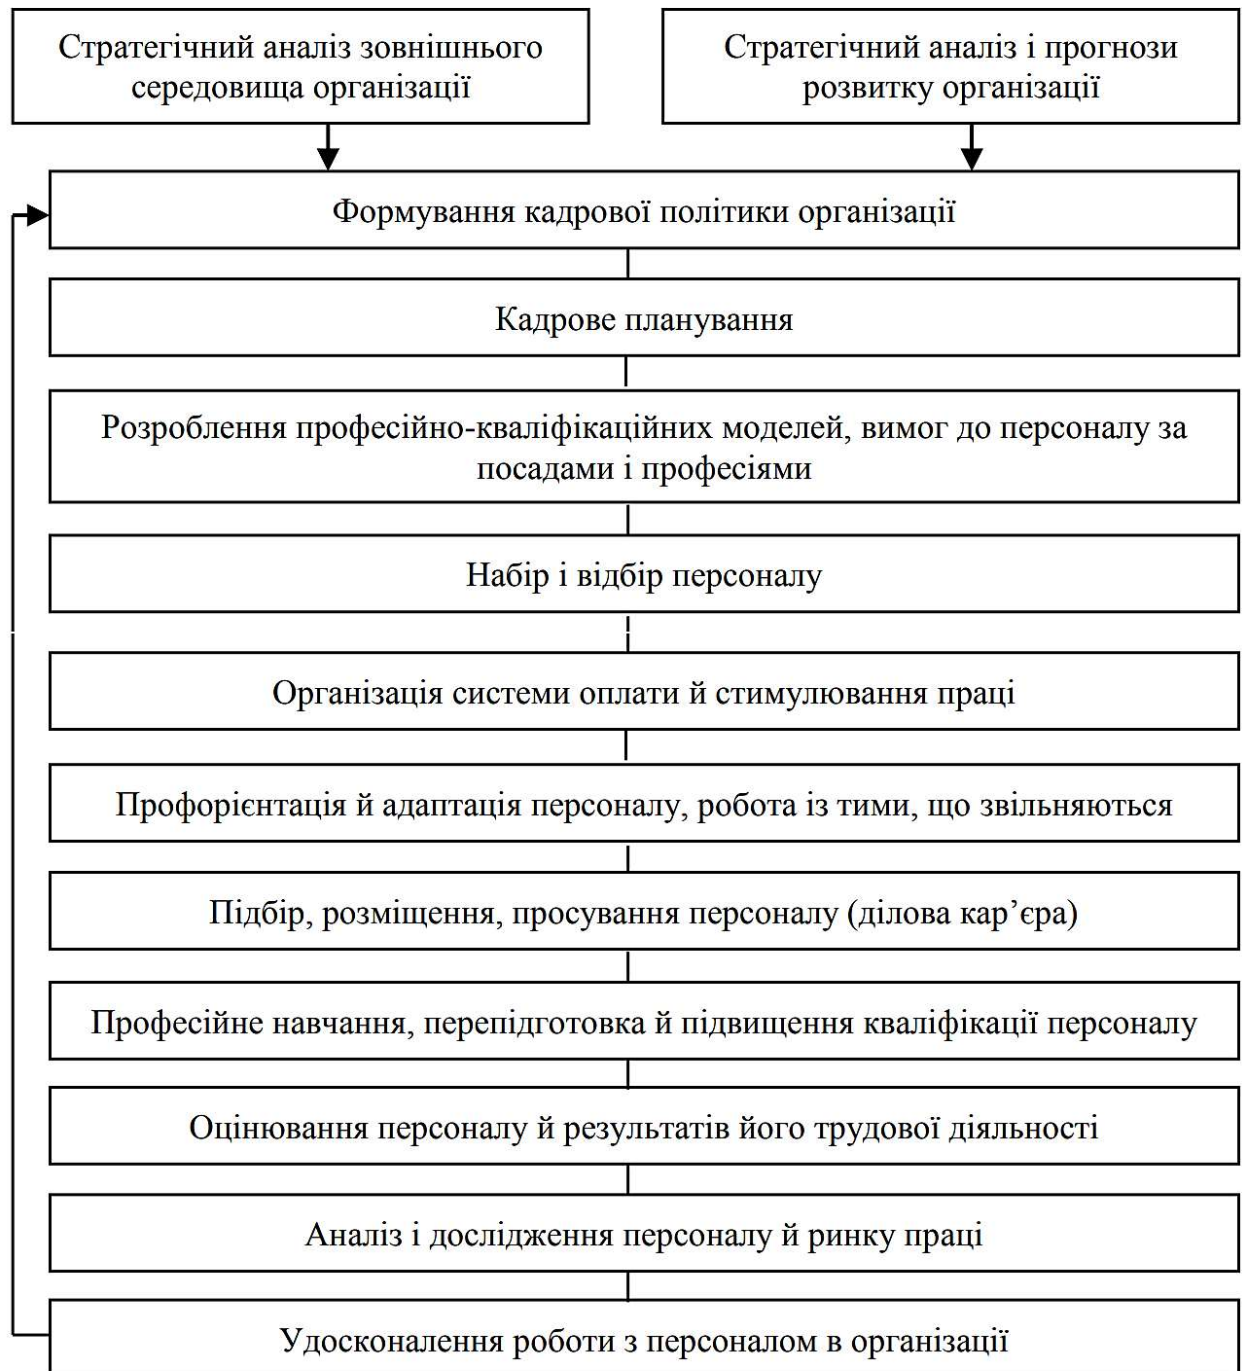 Стратегічний аналіз зовнішнього
середовища організації
Стратегічний аналіз і прогнози
розвитку організації
Формування кадрової політики організації
Кадрове планування
Розроблення професійно-кваліфікаційних моделей, вимог до персоналу за
посадами і професіями
Набір і відбір персоналу
Організація системи оплати й стимулювання праці
Профорієнтація й адаптація персоналу, робота із тими, що звільняються
Підбір, розміщення, просування персоналу (ділова кар’єра)
Професійне навчання, перепідготовка й підвищення кваліфікації персоналу
Оцінювання персоналу й результатів його трудової діяльності
Аналіз і дослідження персоналу й ринку праці
Удосконалення роботи з персоналом в організації